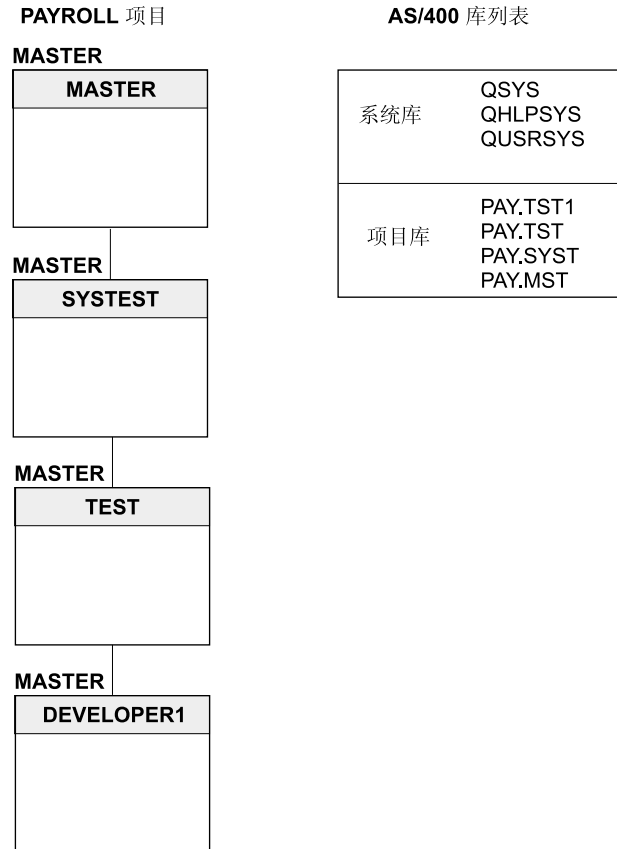 PAYROLL 项目
MASTER
MASTER
MASTER
SYSTEST
MASTER
TEST
MASTER
DEVELOPER1
AS/400 库列表
系统库
QSYS
QHLPSYS
QUSRSYS
项目库
PAY.TST1
PAY.TST
PAY.SYST
PAY.MST